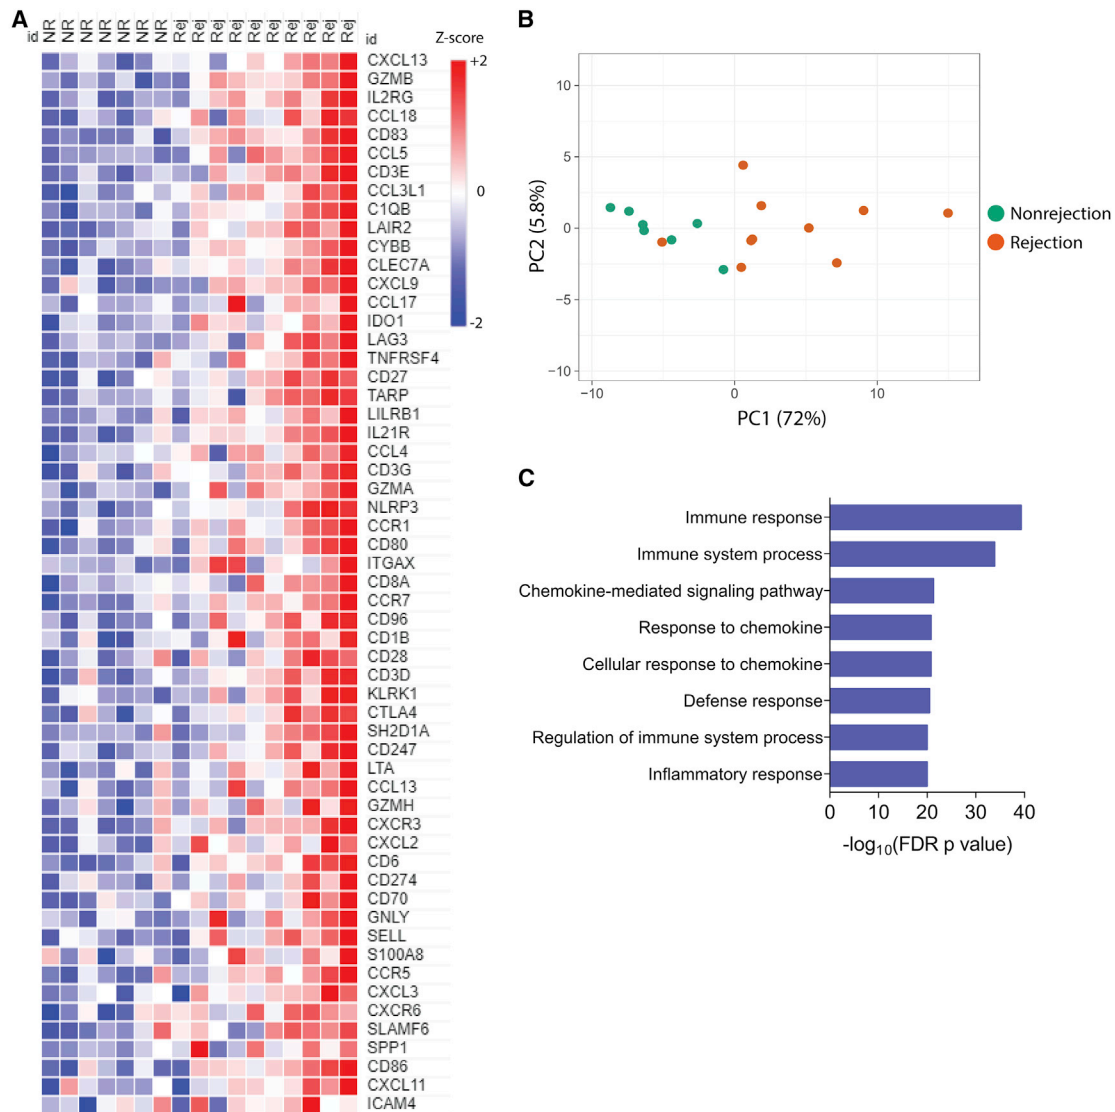 A
id NR NR NR NR NR NR NR Rej Rej Rej Rej Rej Rej Rej Rej Rej Rej id
Z-score
+2
0
-2
CXCL13
GZMB
IL2RG
CCL18
CD83
CCL5
CD3E
CCL3L1
C1QB
LAIR2
CYBB
CLEC7A
CXCL9
CCL17
IDO1
LAG3
TNFRSF4
CD27
TARP
LILRB1
IL21R
CCL4
CD3G
GZMA
NLRP3
CCR1
CD80
ITGAX
CD8A
CCR7
CD96
CD1B
CD28
CD3D
KLRK1
CTLA4
SH2D1A
CD247
LTA
CCL13
GZMH
CXCR3
CXCL2
CD6
CD274
CD70
GNLY
SELL
S100A8
CCR5
CXCL3
CXCR6
SLAMF6
SPP1
CD86
CXCL11
ICAM4
B
PC2 (5.8%)
10
5
0
−5
−10
−10 0 10
PC1 (72%)
Nonrejection
Rejection
C
Immune response
Immune system process
Chemokine-mediated signaling pathway
Response to chemokine
Cellular response to chemokine
Defense response
Regulation of immune system process
Inflammatory response
0 10 20 30 40
-log10(FDR p value)